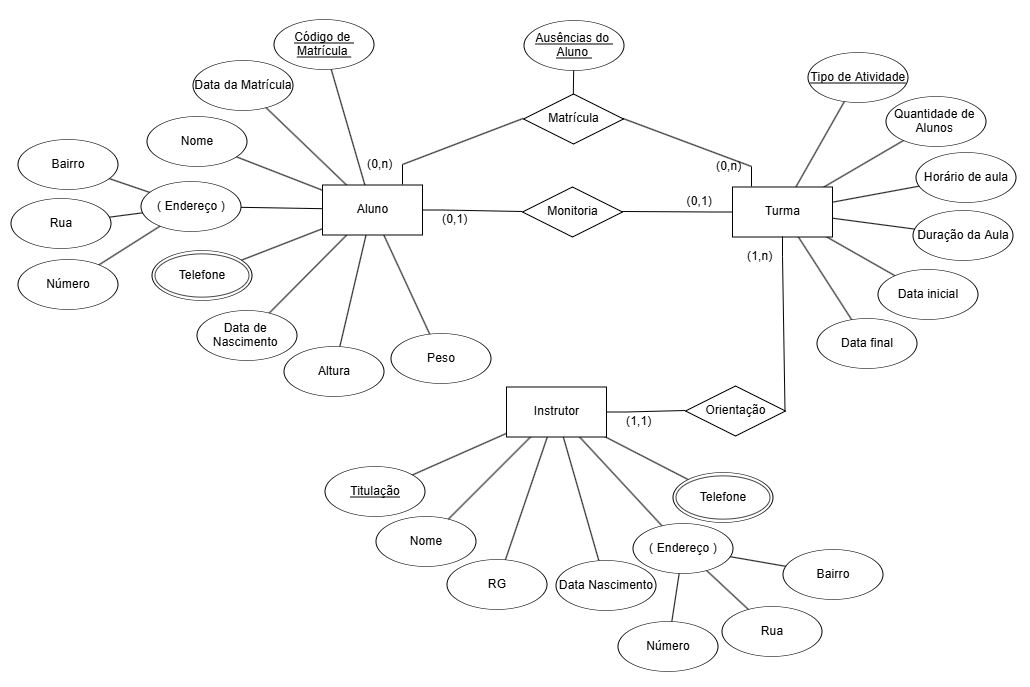 Código de
Matrícula
Ausências do
Aluno
Tipo de Atividade
Data da Matrícula
Quantidade de
Alunos
Matrícula
Nome
Bairro
(0,n)
(0,n)
Horário de aula
( Endereço )
Aluno
Monitoria
(0,1)
(0,1)
Turma
Rua
Duração da Aula
(1,n)
Telefone
Número
Data inicial
Data de
Nascimento
Data final
Altura
Peso
Instrutor
(1,1)
Orientação
Titulação
Telefone
Nome
( Endereço )
RG
Data Nascimento
Bairro
Número
Rua